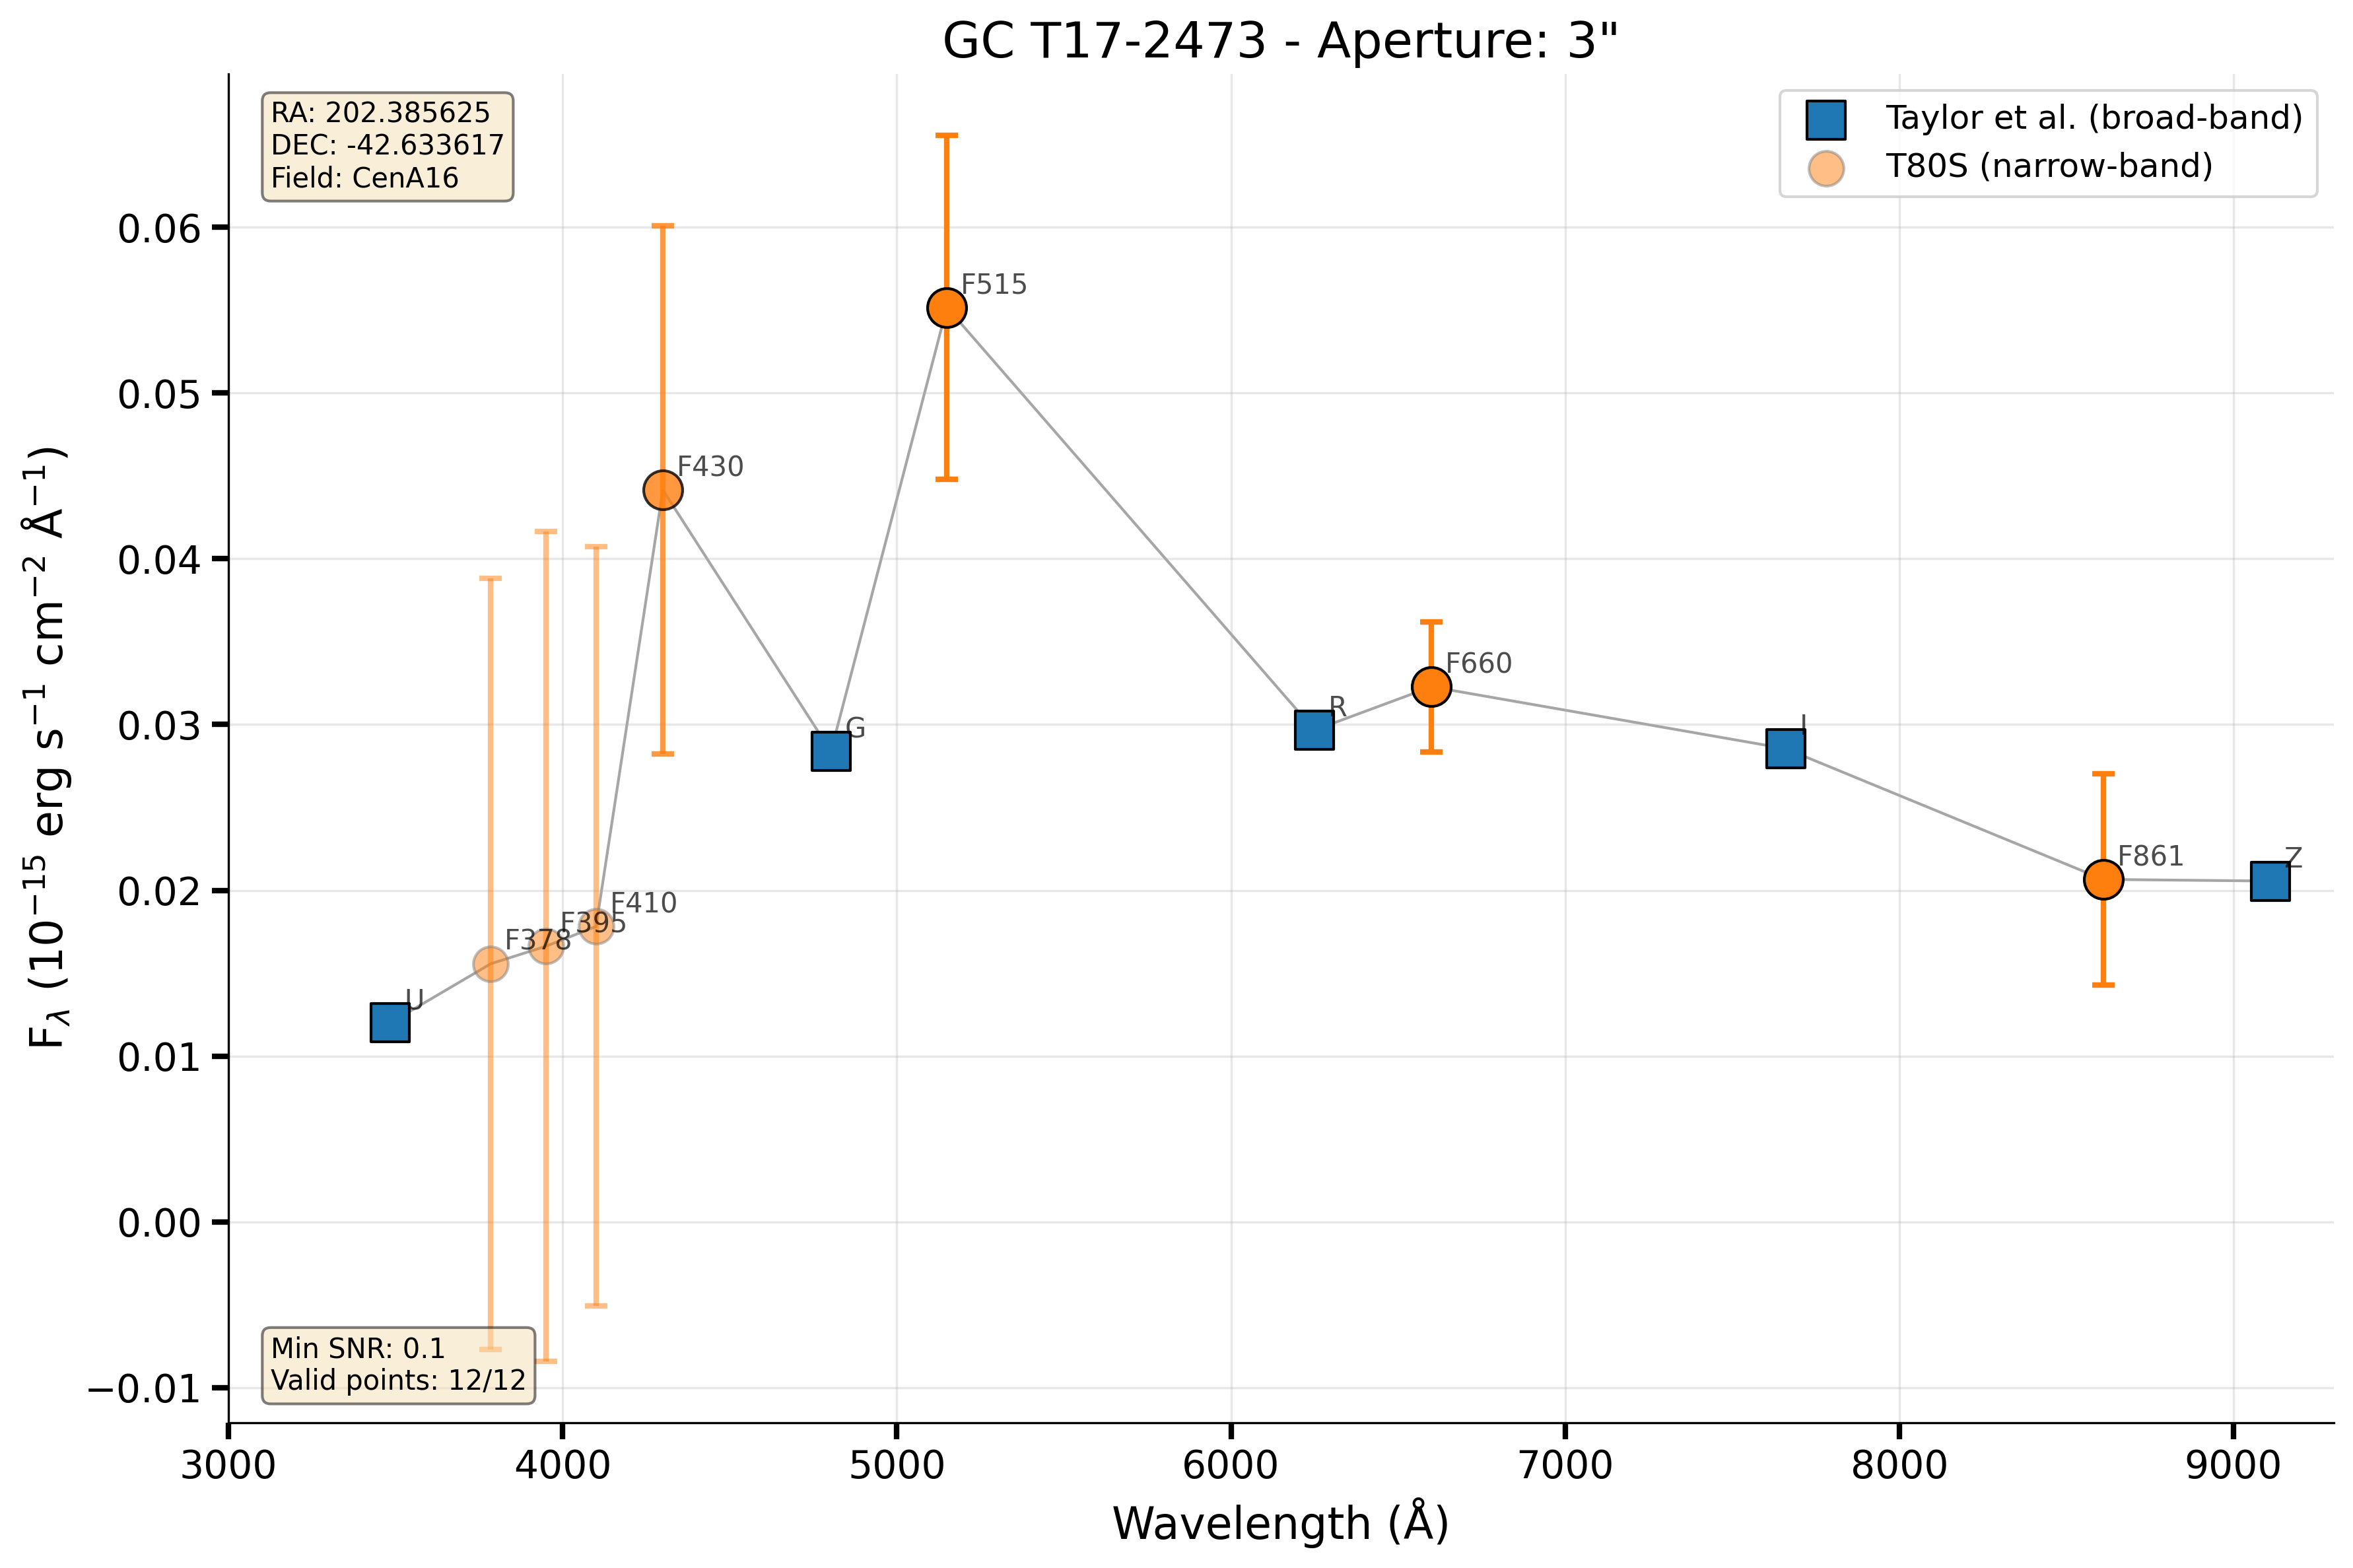 GC T17-2473 - Aperture: 3"
RA: 202.385625
DEC: -42.633617
Field: CenA16
Taylor et al. (broad-band)
T80S (narrow-band)
F515
F430
F660
R
G
I
F861
Z
F410
F395
F378
U
Min SNR: 0.1
Valid points: 12/12
0.06
0.05
0.04
0.03
0.02
0.01
0.00
−0.01
F$_λ$ (10$^{−15}$ erg s$^{−1}$ cm$^{−2}$ Å$^{−1}$)
3000 4000 5000 6000 7000 8000 9000
Wavelength (Å)